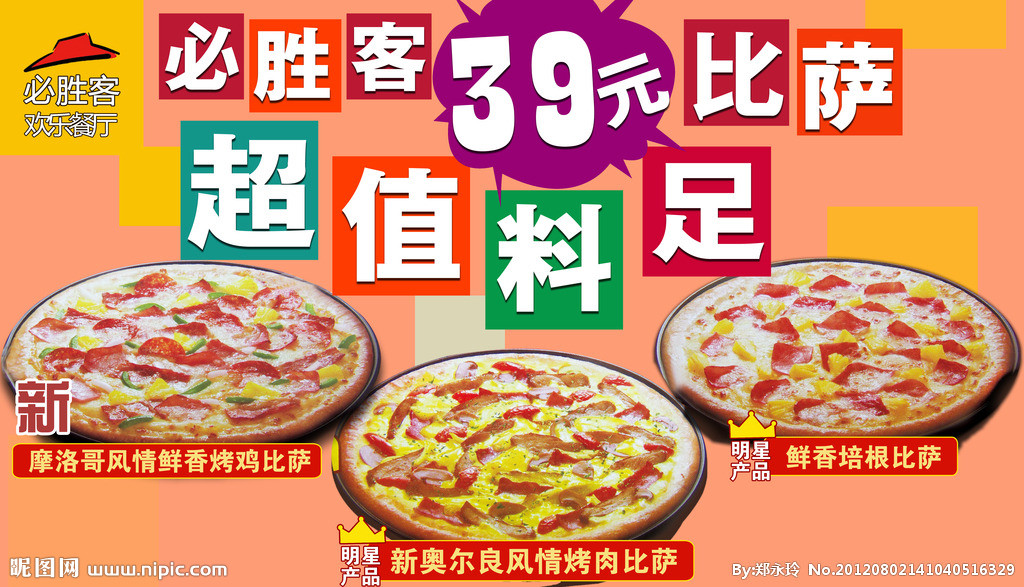 必胜客
欢乐餐厅
必胜客39元比萨
超值料足
新
摩洛哥风情鲜香烤鸡比萨
明星
产品
鲜香培根比萨
明星
产品
新奥尔良风情烤肉比萨
昵图网 www.nipic.com
By:郑永玲 No.20120802141040516329